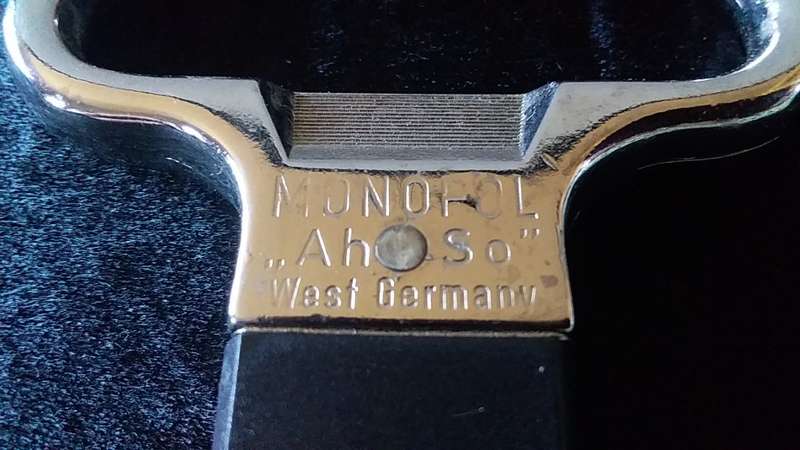 MONOPOL
„Ah So"
West Germany